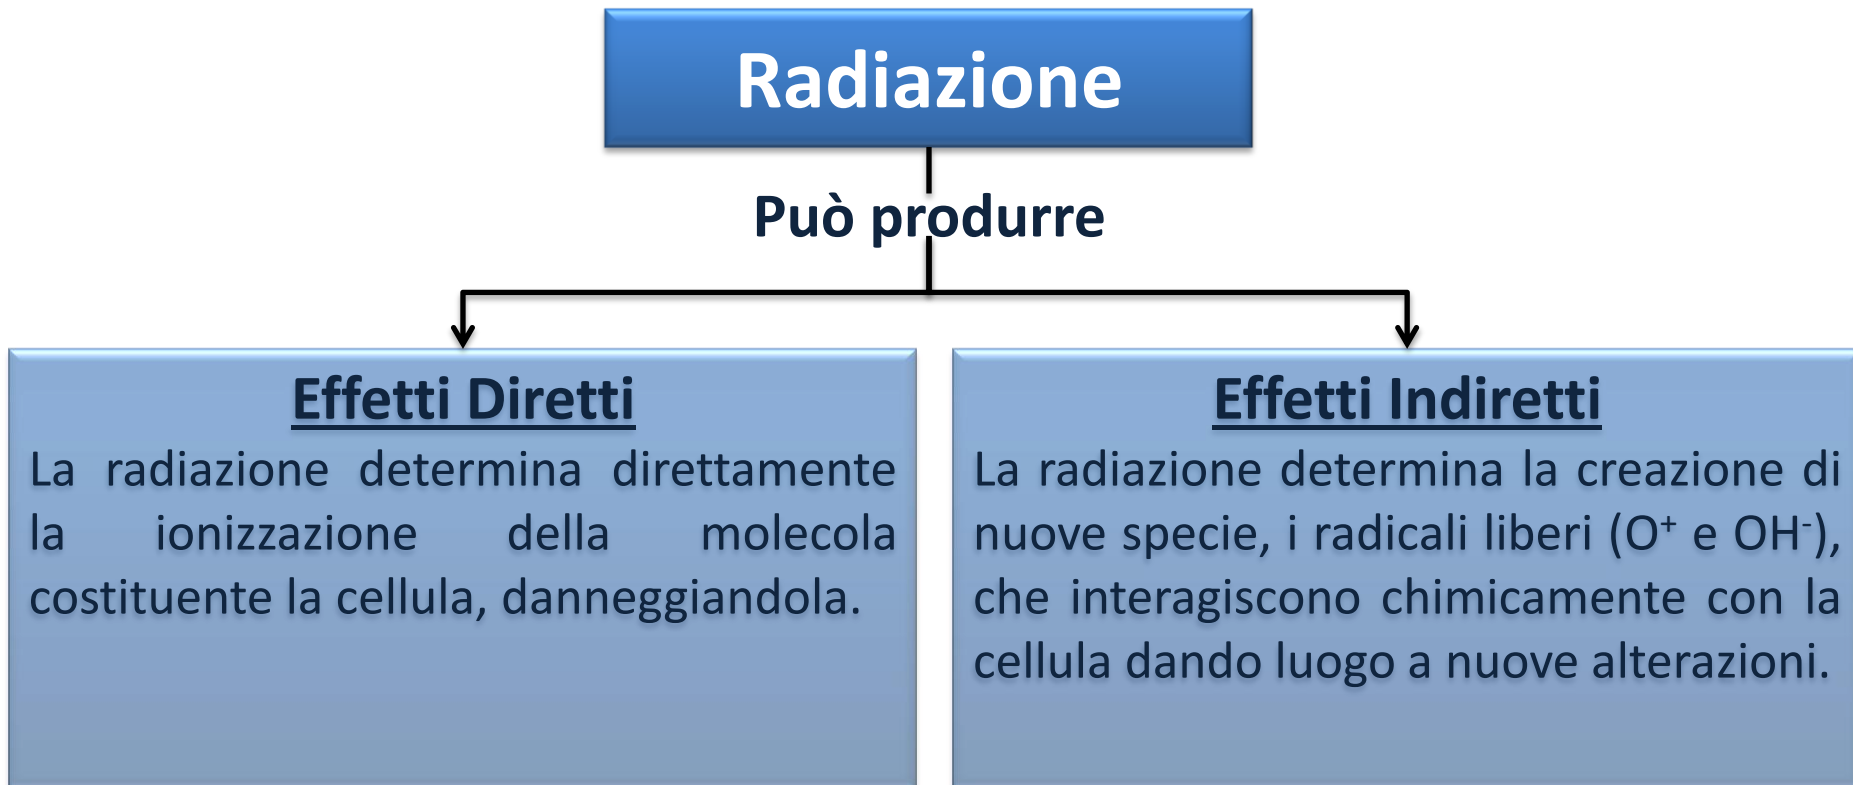 Radiazione
Può produrre
Effetti Diretti
La radiazione determina direttamente
la ionizzazione della molecola
costituente la cellula, danneggiandola.
Effetti Indiretti
La radiazione determina la creazione di
nuove specie, i radicali liberi (O⁺ e OH⁻),
che interagiscono chimicamente con la
cellula dando luogo a nuove alterazioni.